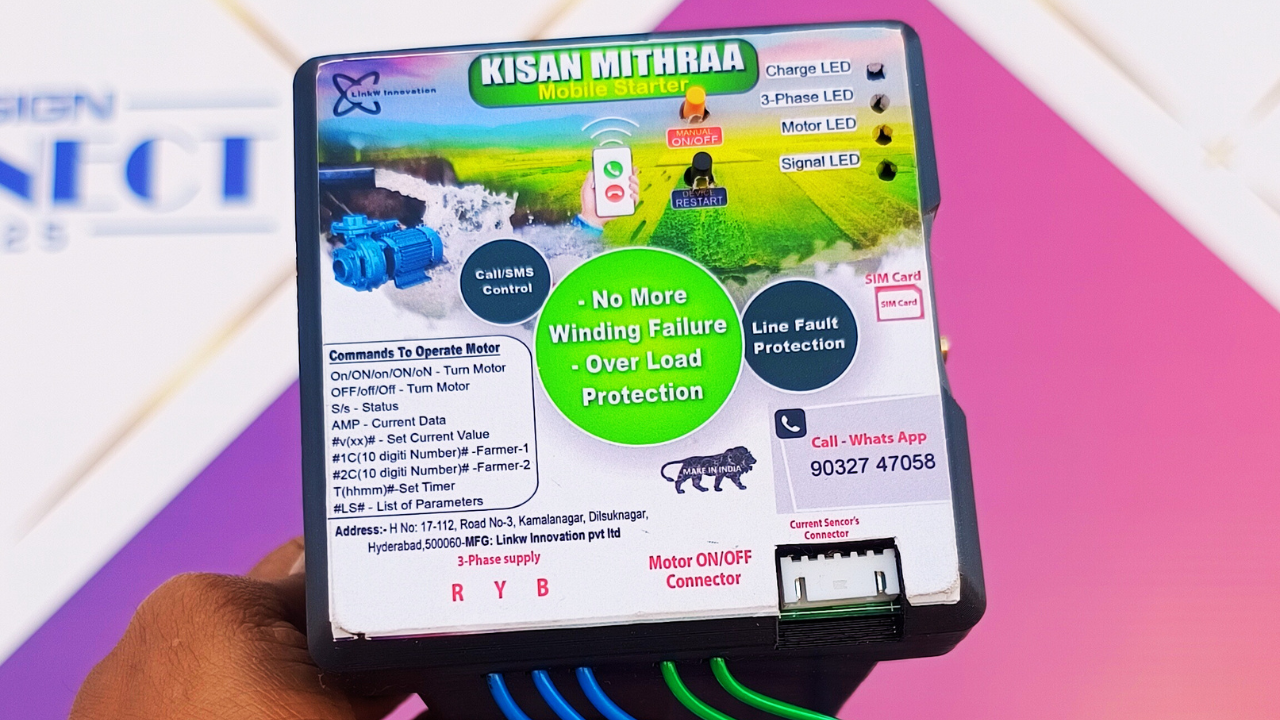 SIGN
NECT
25
LinkW Innovation
KISAN MITHRAA
Mobile Starter
Charge LED
3-Phase LED
Motor LED
Signal LED
MANUAL
ON/OFF
DEVICE
RESTART
Call/SMS
Control
- No More
Winding Failure
- Over Load
Protection
Line Fault
Protection
SIM Card
SIM Card
Commands To Operate Motor
On/ON/on/ON/oN - Turn Motor
OFF/off/Off - Turn Motor
S/s - Status
AMP - Current Data
#v(xx)# - Set Current Value
#1C(10 digiti Number)# -Farmer-1
#2C(10 digiti Number)# -Farmer-2
T(hhmm)#-Set Timer
#LS# - List of Parameters
MAKE IN INDIA
Call - Whats App
90327 47058
Address:- H No: 17-112, Road No-3, Kamalanagar, Dilsuknagar,
Hyderabad,500060-MFG: Linkw Innovation pvt ltd
3-Phase supply
R Y B
Motor ON/OFF
Connector
Current Sencor's
Connector